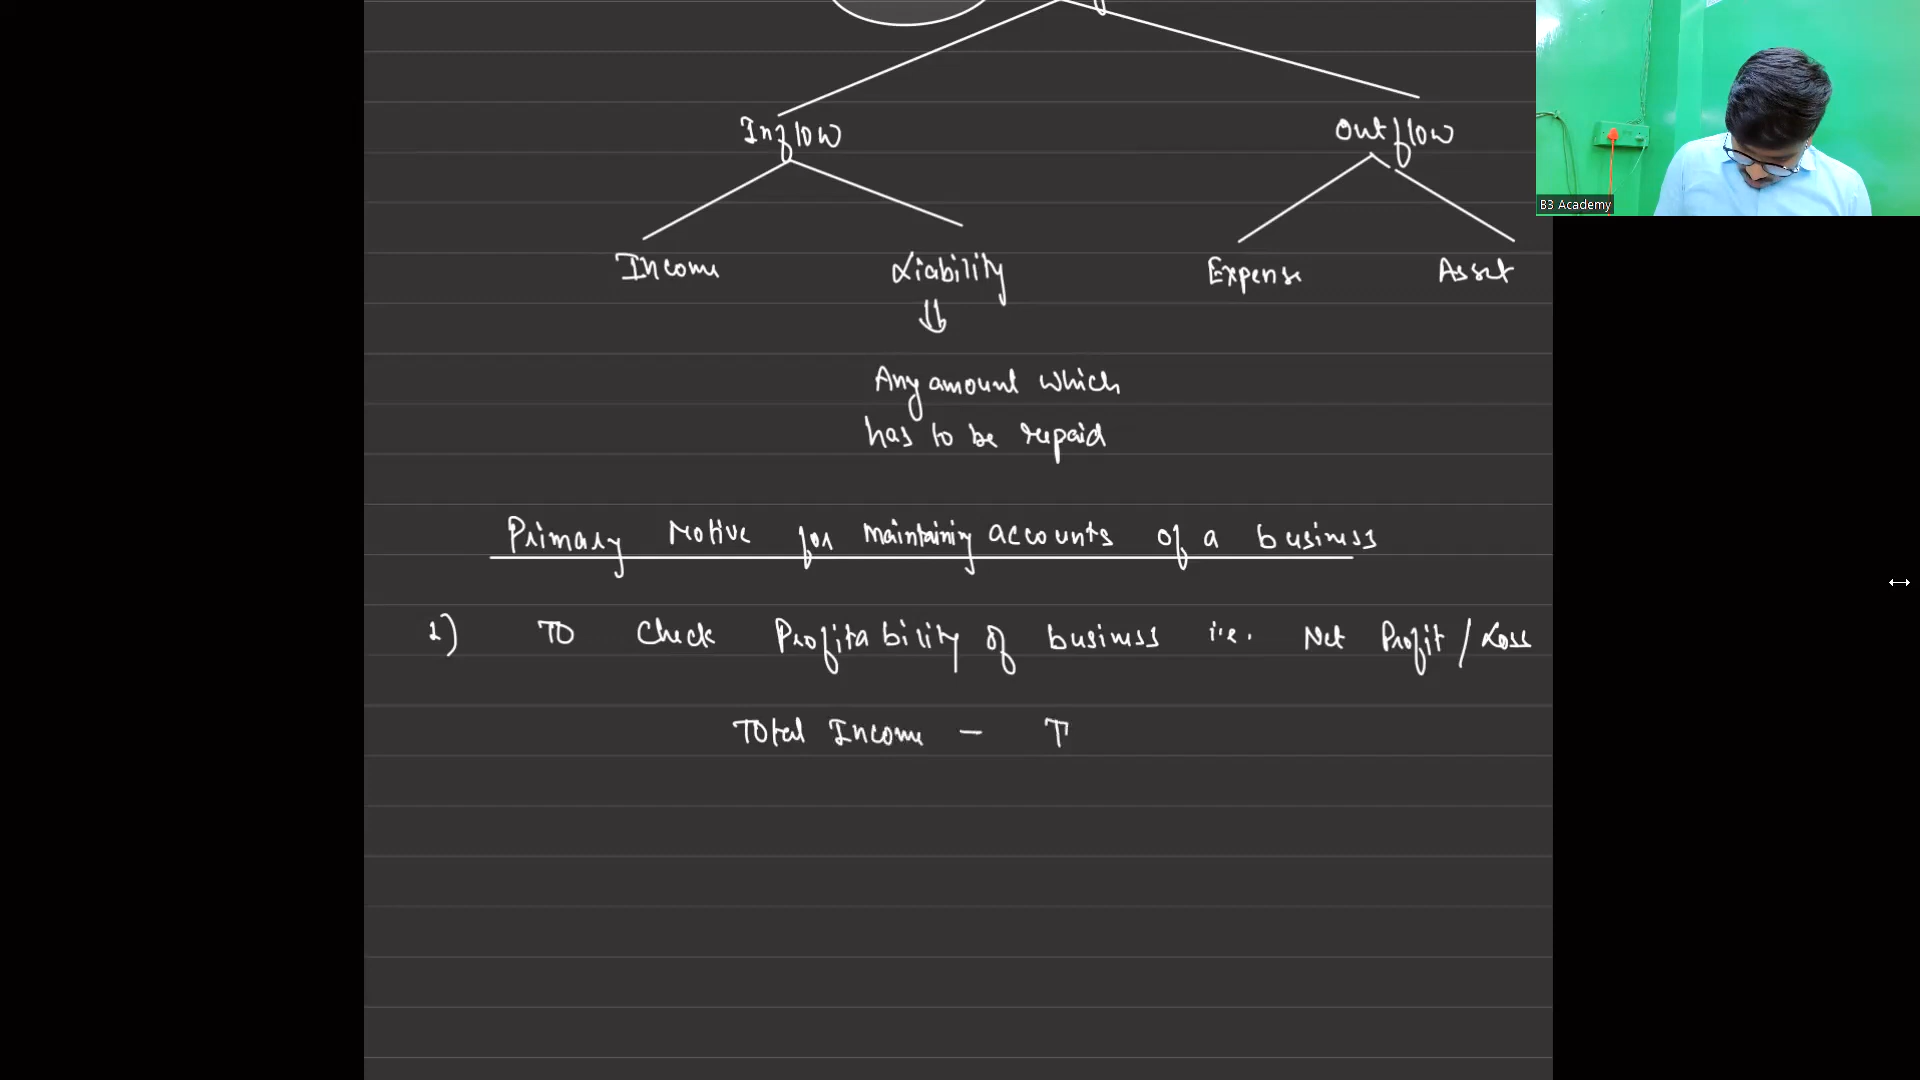 Inflow Outflow
B3 Academy
Income Liability Expense Asset
⇓
Any amount which
has to be repaid
Primary Motive for maintaining accounts of a business
1) To Check Profitability of business i.e. Net Profit / Loss
Total Income - T